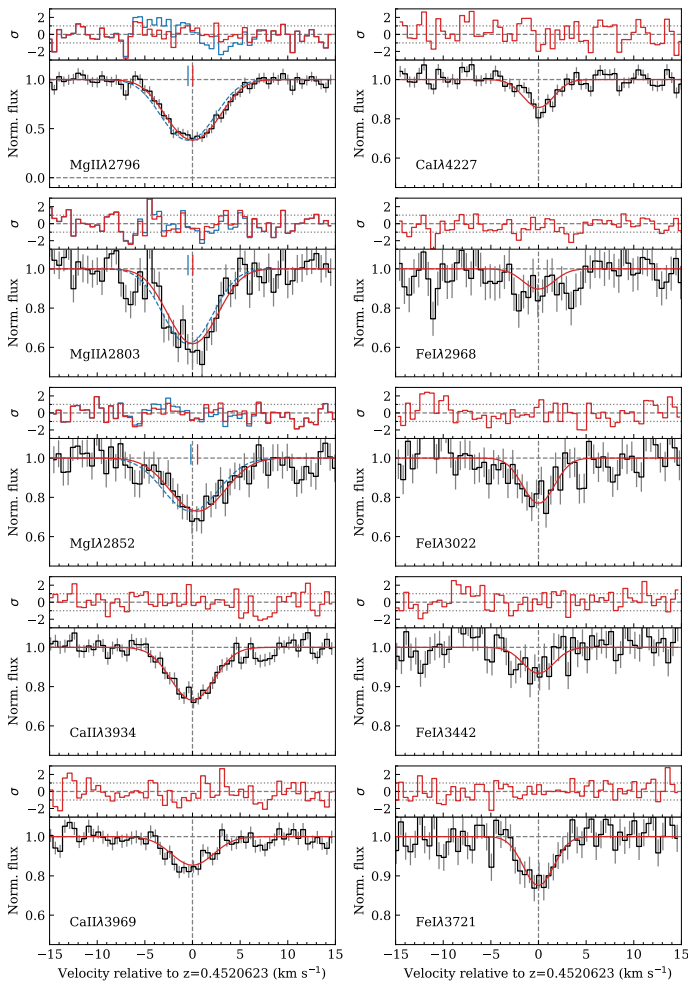 σ
2
0
−2
Norm. flux
1.0
0.5
0.0
MgIIλ2796
σ
2
0
−2
Norm. flux
1.0
0.8
0.6
CaIλ4227
σ
2
0
−2
Norm. flux
1.0
0.8
0.6
MgIIλ2803
σ
2
0
−2
Norm. flux
1.0
0.8
0.6
FeIλ2968
σ
2
0
−2
Norm. flux
1.0
0.8
0.6
MgIλ2852
σ
2
0
−2
Norm. flux
1.0
0.8
0.6
FeIλ3022
σ
2
0
−2
Norm. flux
1.0
0.8
0.6
CaIIλ3934
σ
2
0
−2
Norm. flux
1.0
0.9
0.8
FeIλ3442
σ
2
0
−2
Norm. flux
1.0
0.8
0.6
CaIIλ3969
−15 −10 −5 0 5 10 15
Velocity relative to z=0.4520623 (km s⁻¹)
σ
2
0
−2
Norm. flux
1.0
0.9
0.8
FeIλ3721
−15 −10 −5 0 5 10 15
Velocity relative to z=0.4520623 (km s⁻¹)